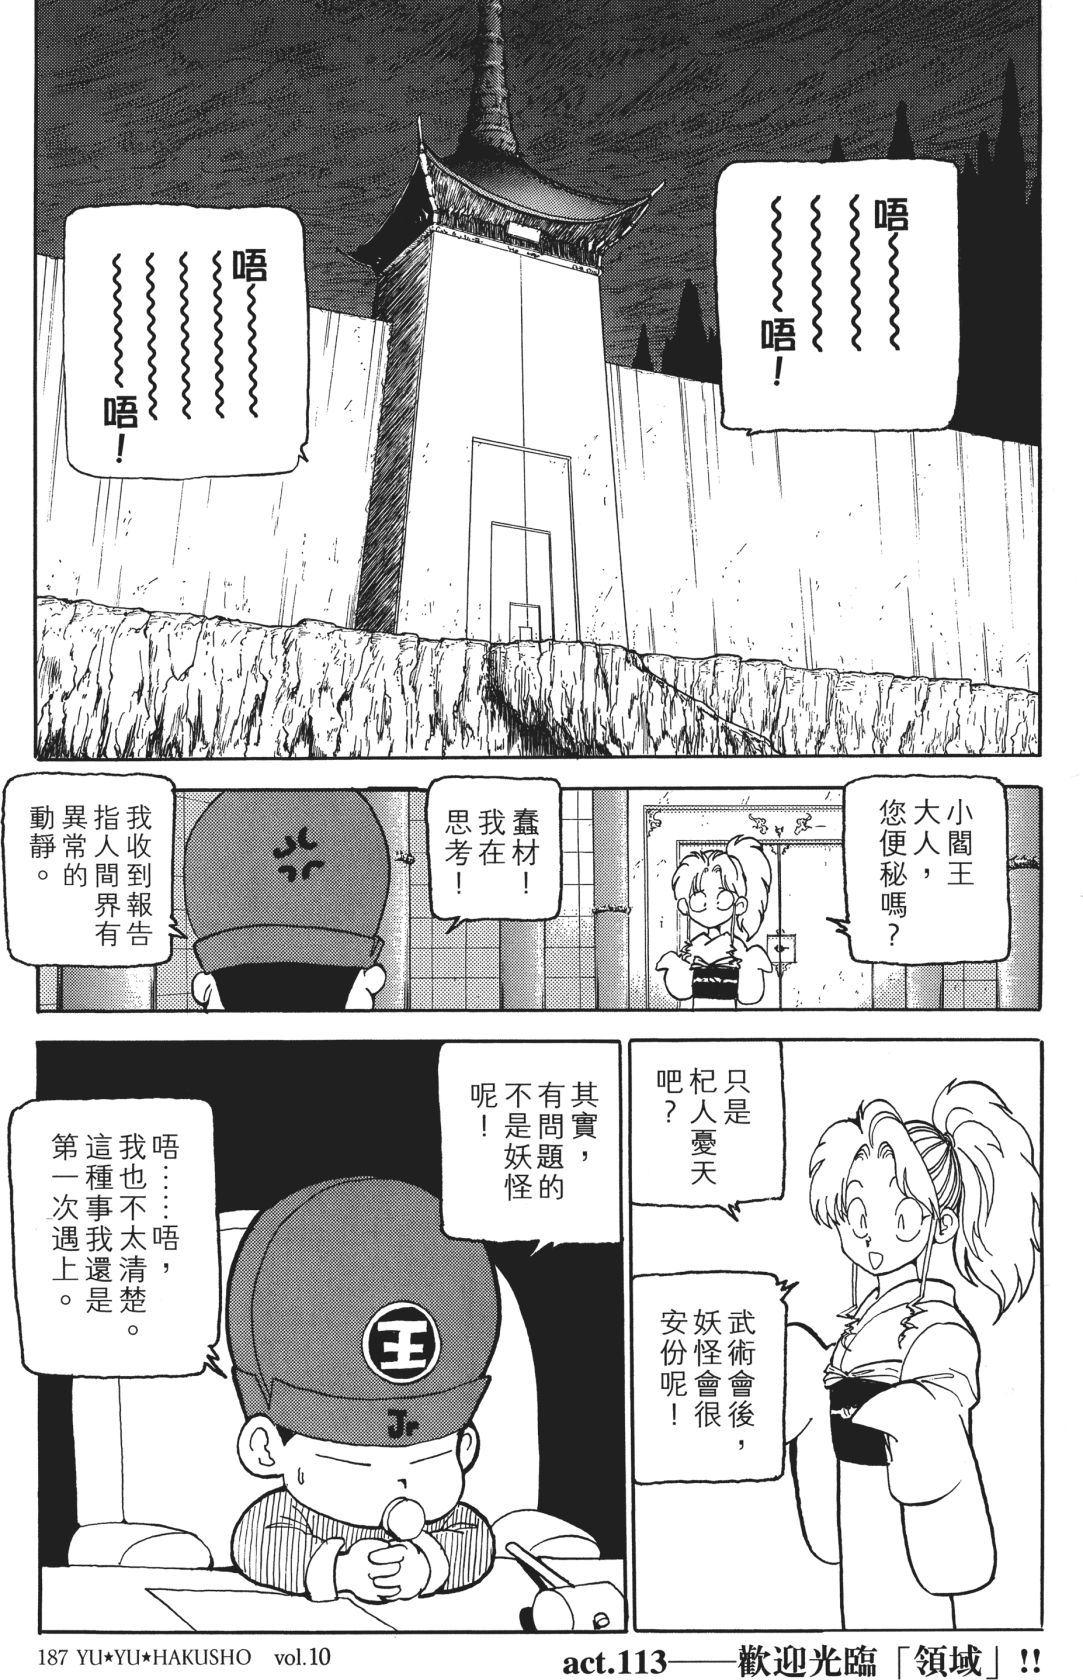 唔～～～
～～～～
～～～～
～～～唔！
唔～～～
～～～～
～～～～
～～～～
～～～唔！
小閻王
大人，
您便秘嗎？
蠢材！
我在
思考！
我收到報告
指人間界有
異常的
動靜。
只是
杞人憂天
吧？
武術會後，
妖怪會很
安份呢！
其實，
有問題的
不是妖怪
呢！
唔……唔，
我也不太清楚。
這種事我還是
第一次遇上。
王
Jr
187 YU★YU★HAKUSHO vol.10
act.113——歡迎光臨「領域」!!